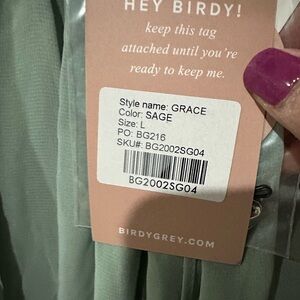 HEY BIRDY!
keep this tag
attached until you're
ready to keep me.
Style name: GRACE
Color: SAGE
Size: L
PO: BG216
SKU#: BG2002SG04
BG2002SG04
BIRDYGREY.COM